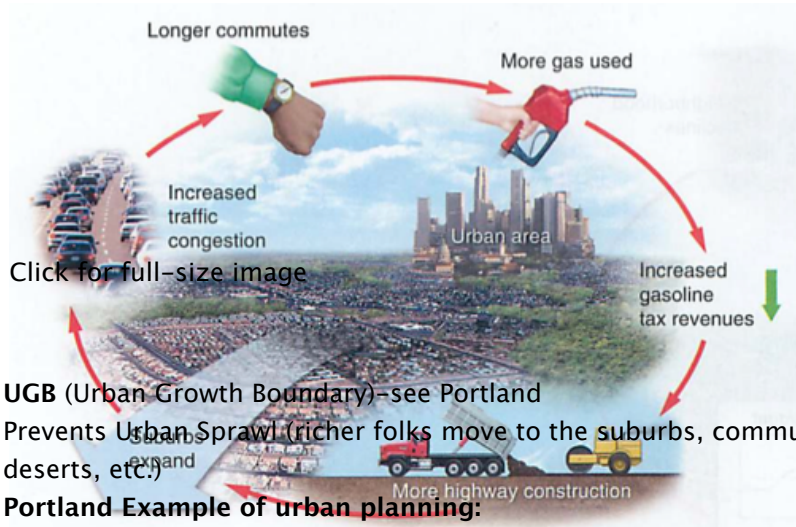 Longer commutes
More gas used
Increased
traffic
congestion
Urban area
Click for full-size image
Increased
gasoline
tax revenues
UGB (Urban Growth Boundary)-see Portland
Prevents Urban Sprawl (richer folks move to the suburbs, commu
Suburbs
expand
deserts, etc.)
More highway construction
Portland Example of urban planning: